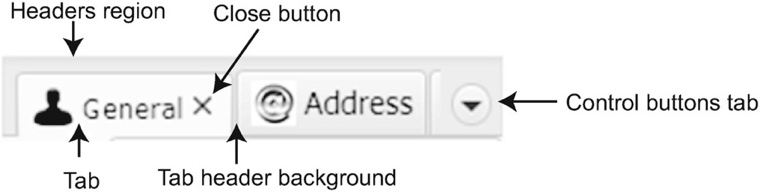 Headers region
Close button
General
Address
Control buttons tab
Tab
Tab header background